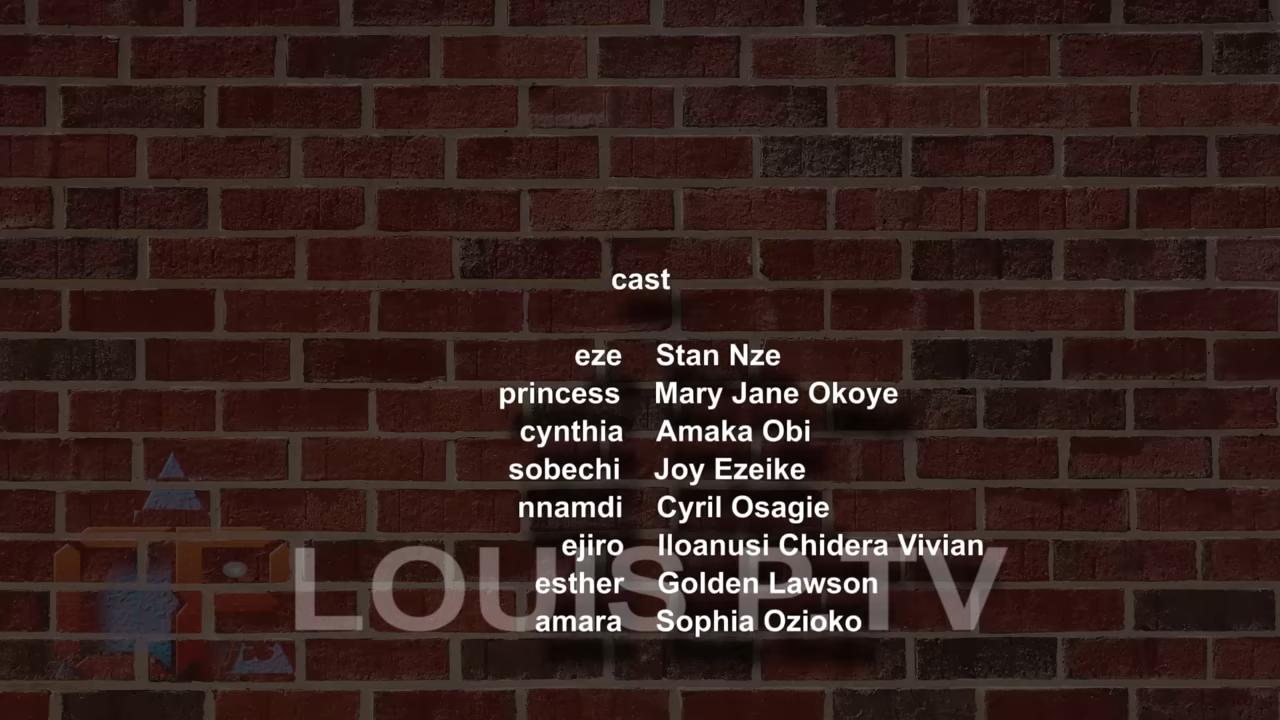 cast
eze Stan Nze
princess Mary Jane Okoye
cynthia Amaka Obi
sobechi Joy Ezeike
nnamdi Cyril Osagie
ejiro Iloanusi Chidera Vivian
esther Golden Lawson
amara Sophia Ozioko
LOUIS P.TV